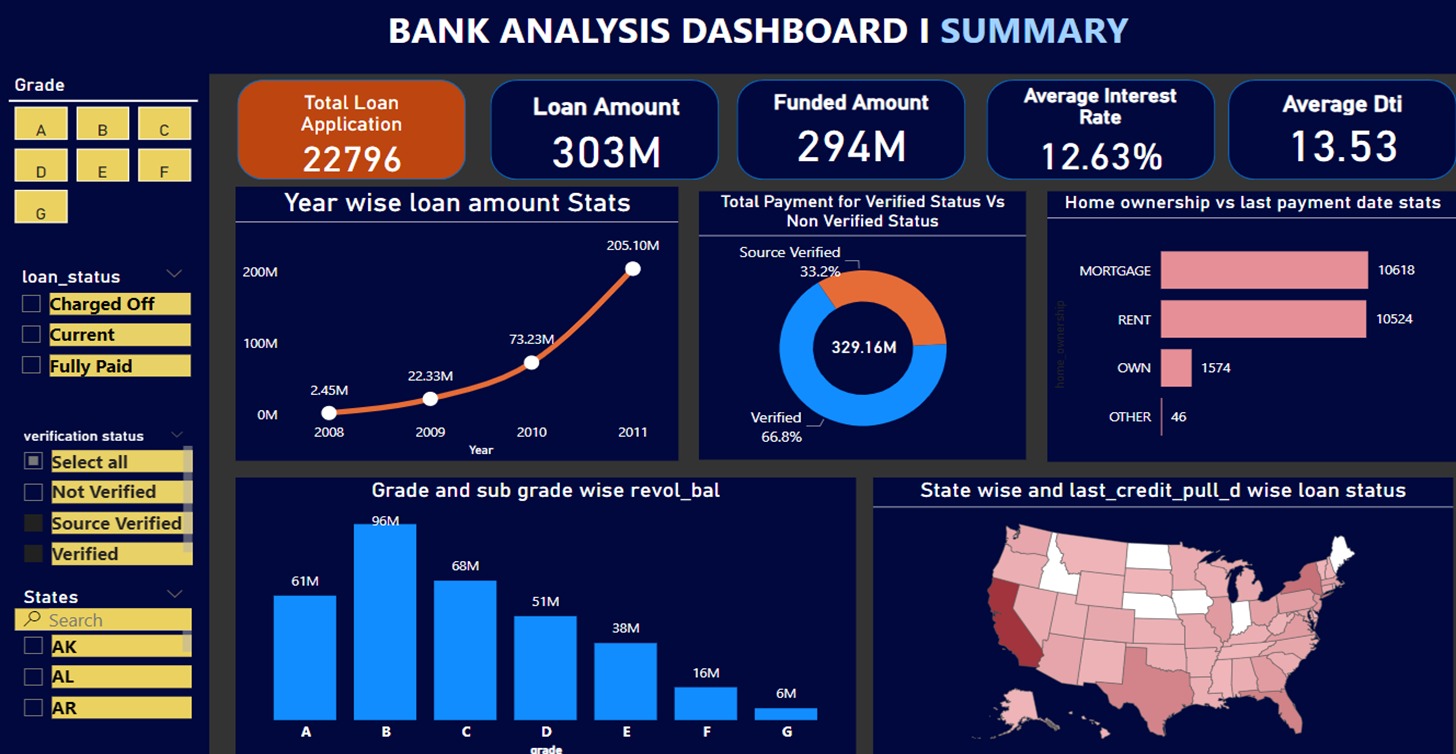 BANK ANALYSIS DASHBOARD I SUMMARY
Grade
A B C
D E F
G
loan_status
Charged Off
Current
Fully Paid
verification status
Select all
Not Verified
Source Verified
Verified
States
Search
AK
AL
AR
Total Loan
Application
22796
Loan Amount
303M
Funded Amount
294M
Average Interest
Rate
12.63%
Average Dti
13.53
Year wise loan amount Stats
200M
100M
0M
2.45M
22.33M
73.23M
205.10M
2008 2009 2010 2011
Year
Total Payment for Verified Status Vs
Non Verified Status
Source Verified
33.2%
329.16M
Verified
66.8%
Home ownership vs last payment date stats
home_ownership
MORTGAGE 10618
RENT 10524
OWN 1574
OTHER 46
Grade and sub grade wise revol_bal
61M 96M 68M 51M 38M 16M 6M
A B C D E F G
grade
State wise and last_credit_pull_d wise loan status